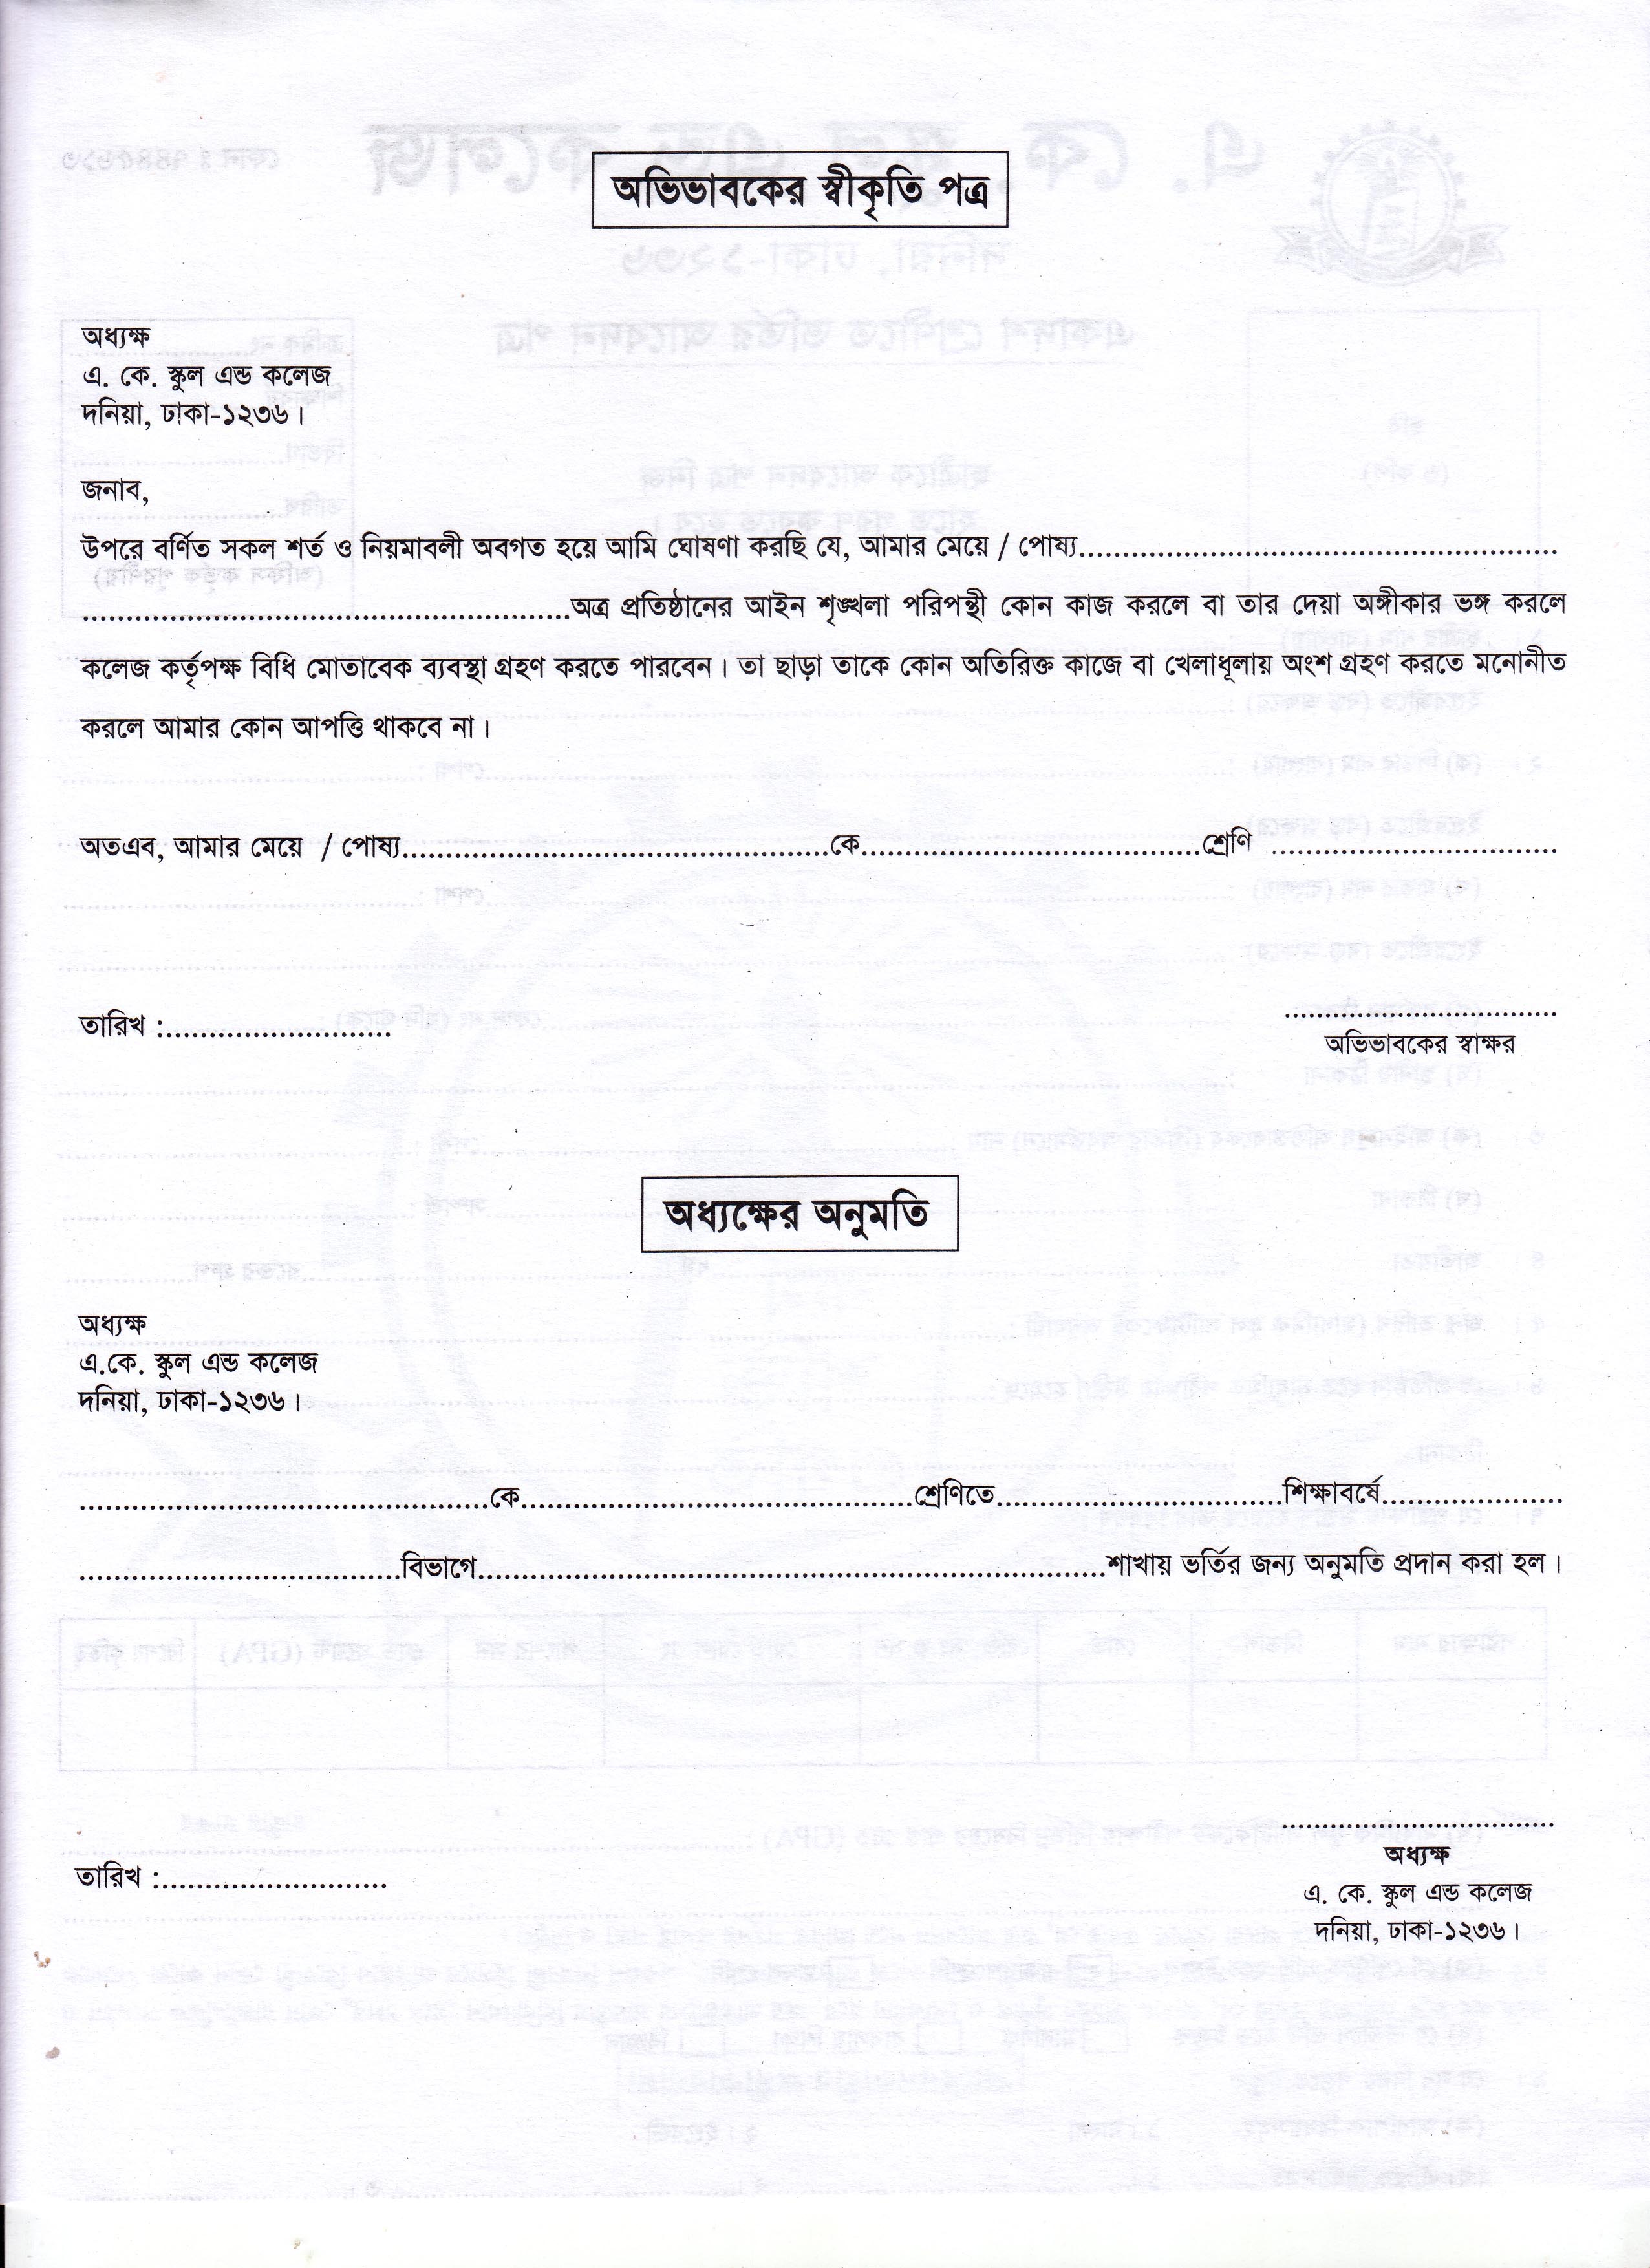 অভিভাবকের স্বীকৃতি পত্র
অধ্যক্ষ
এ. কে. স্কুল এন্ড কলেজ
দনিয়া, ঢাকা-১২৩৬।
জনাব,
উপরে বর্ণিত সকল শর্ত ও নিয়মাবলী অবগত হয়ে আমি ঘোষণা করছি যে, আমার মেয়ে / পোষ্য........................................................
.........................................................অত্র প্রতিষ্ঠানের আইন শৃঙ্খলা পরিপন্থী কোন কাজ করলে বা তার দেয়া অঙ্গীকার ভঙ্গ করলে
কলেজ কর্তৃপক্ষ বিধি মোতাবেক ব্যবস্থা গ্রহণ করতে পারবেন। তা ছাড়া তাকে কোন অতিরিক্ত কাজে বা খেলাধূলায় অংশ গ্রহণ করতে মনোনীত
করলে আমার কোন আপত্তি থাকবে না।
অতএব, আমার মেয়ে / পোষ্য..................................................কে........................................শ্রেণি ..................................
তারিখ :...........................
................................
অভিভাবকের স্বাক্ষর
অধ্যক্ষের অনুমতি
অধ্যক্ষ
এ.কে. স্কুল এন্ড কলেজ
দনিয়া, ঢাকা-১২৩৬।
................................................কে..............................................শ্রেণিতে..................................শিক্ষাবর্ষে.....................
......................................বিভাগে..........................................................................শাখায় ভর্তির জন্য অনুমতি প্রদান করা হল।
................................
তারিখ :...........................
অধ্যক্ষ
এ. কে. স্কুল এন্ড কলেজ
দনিয়া, ঢাকা-১২৩৬।